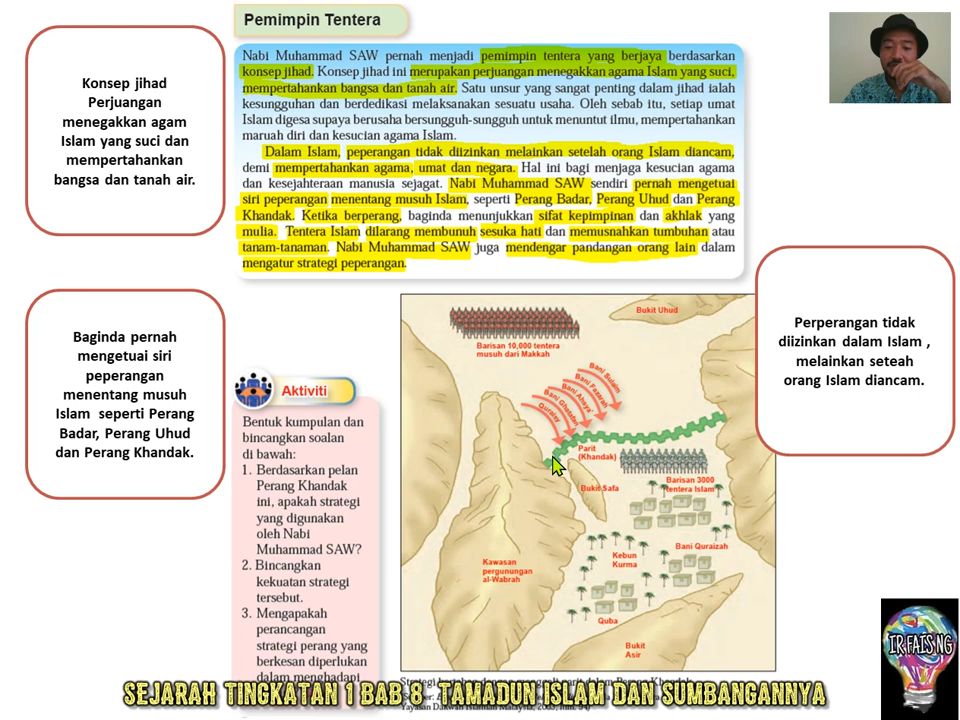 Pemimpin Tentera
Konsep jihad
Perjuangan
menegakkan agam
Islam yang suci dan
mempertahankan
bangsa dan tanah air.
Nabi Muhammad SAW pernah menjadi pemimpin tentera yang berjaya berdasarkan
konsep jihad. Konsep jihad ini merupakan perjuangan menegakkan agama Islam yang suci,
mempertahankan bangsa dan tanah air. Satu unsur yang sangat penting dalam jihad ialah
kesungguhan dan berdedikasi melaksanakan sesuatu usaha. Oleh sebab itu, setiap umat
Islam digesa supaya berusaha bersungguh-sungguh untuk menuntut ilmu, mempertahankan
maruah diri dan kesucian agama Islam.
Dalam Islam, peperangan tidak diizinkan melainkan setelah orang Islam diancam,
demi mempertahankan agama, umat dan negara. Hal ini bagi menjaga kesucian agama
dan kesejahteraan manusia sejagat. Nabi Muhammad SAW sendiri pernah mengetuai
siri peperangan menentang musuh Islam, seperti Perang Badar, Perang Uhud dan Perang
Khandak. Ketika berperang, baginda menunjukkan sifat kepimpinan dan akhlak yang
mulia. Tentera Islam dilarang membunuh sesuka hati dan memusnahkan tumbuhan atau
tanam-tanaman. Nabi Muhammad SAW juga mendengar pandangan orang lain dalam
mengatur strategi peperangan.
Baginda pernah
mengetuai siri
peperangan
menentang musuh
Islam seperti Perang
Badar, Perang Uhud
dan Perang Khandak.
Perperangan tidak
diizinkan dalam Islam ,
melainkan seteah
orang Islam diancam.
Aktiviti
Bentuk kumpulan dan
bincangkan soalan
di bawah:
1. Berdasarkan pelan
Perang Khandak
ini, apakah strategi
yang digunakan
oleh Nabi
Muhammad SAW?
2. Bincangkan
kekuatan strategi
tersebut.
3. Mengapakah
perancangan
strategi perang yang
berkesan diperlukan
dalam menghadapi
Bukit Uhud
Barisan 10,000 tentera
musuh dari Makkah
Bani Sulaim
Bani Fazarah
Bani Ahsya'
Bani Ghatafan
Quraisy
Parit
(Khandak)
Bukit Safa
Barisan 3000
tentera Islam
Bani Quraizah
Kebun
Kurma
Kawasan
pergunungan
al-Wabrah
Quba
Bukit
Asir
SEJARAH TINGKATAN 1 BAB 8 : TAMADUN ISLAM DAN SUMBANGANNYA
IR FAIS NG